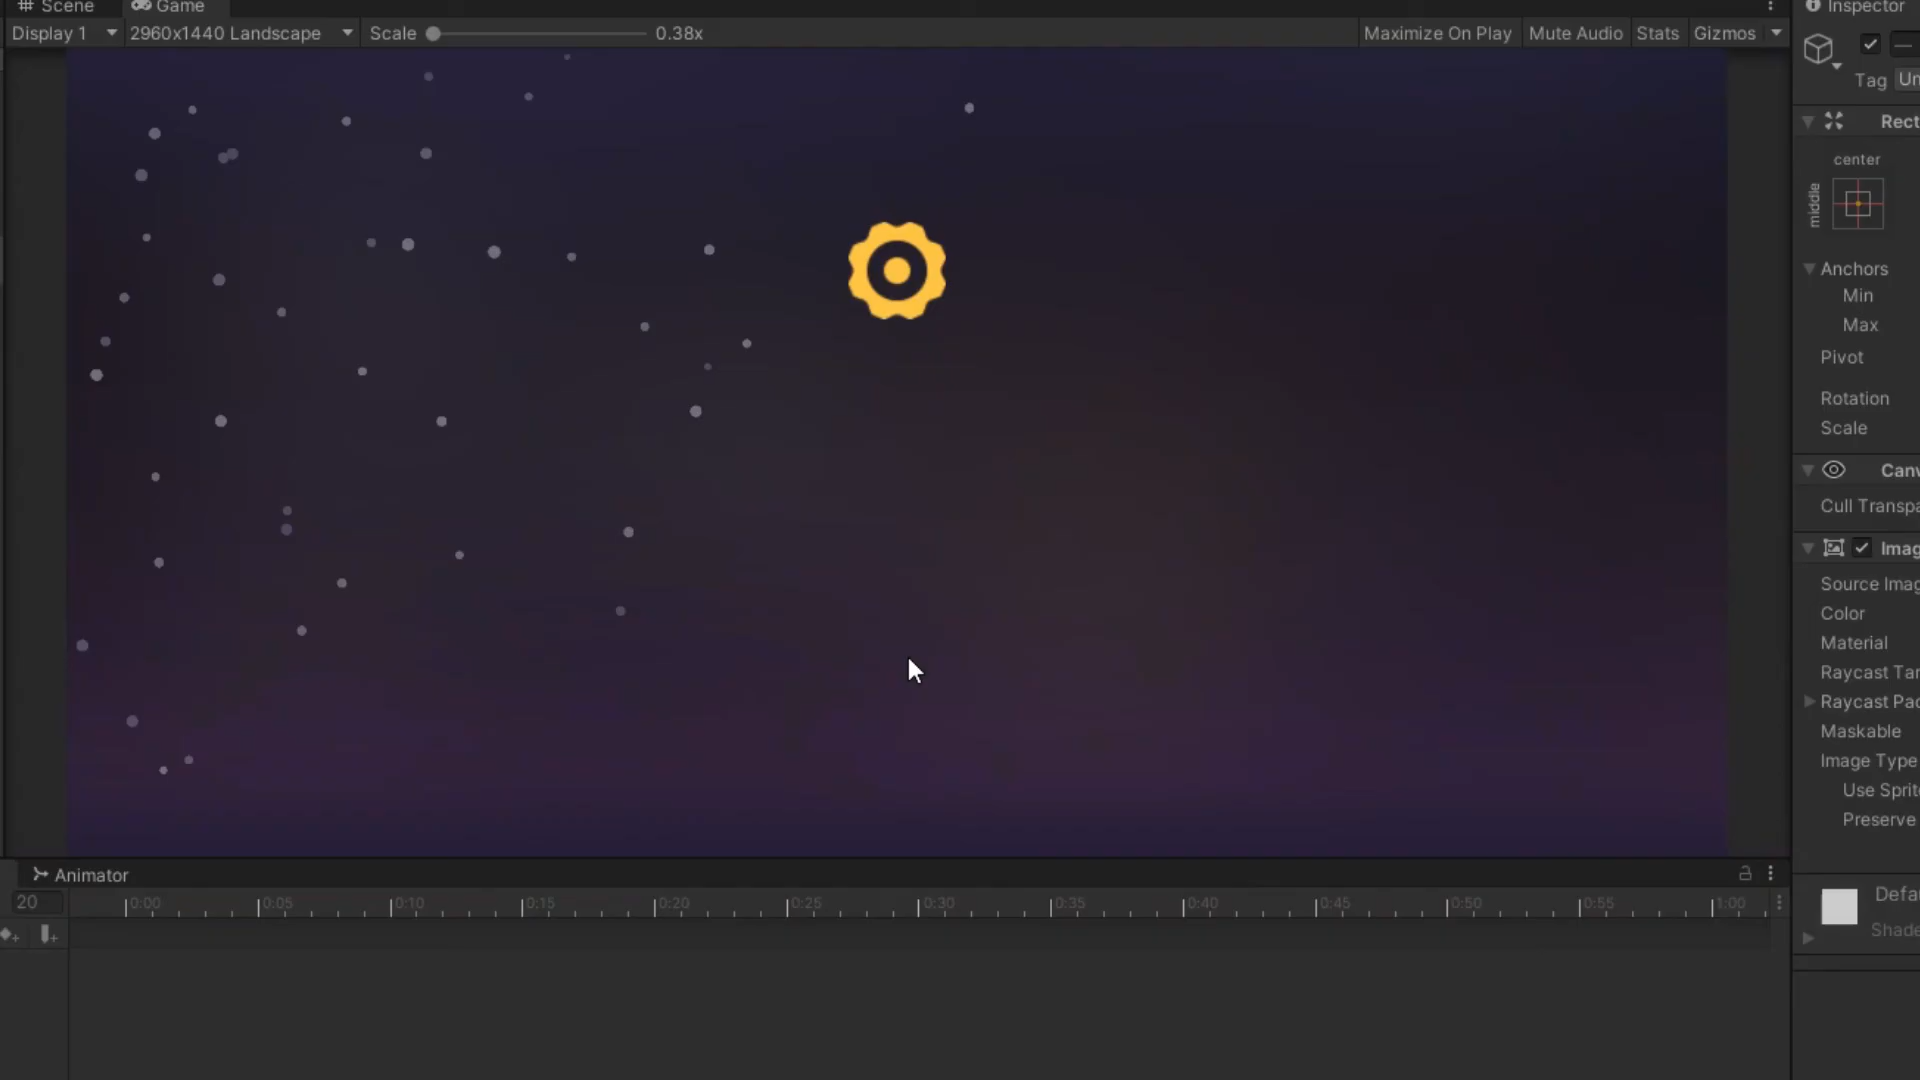 Scene
Game
Inspector
Display 1
2960x1440 Landscape
Scale
0.38x
Maximize On Play
Mute Audio
Stats
Gizmos
Tag
Un
Rect
center
middle
Anchors
Min
Max
Pivot
Rotation
Scale
Canv
Cull Transpa
Imag
Source Imag
Color
Material
Raycast Tar
Raycast Pad
Maskable
Image Type
Use Sprite
Preserve
Animator
20
0:00
0:05
0:10
0:15
0:20
0:25
0:30
0:35
0:40
0:45
0:50
0:55
1:00
Defau
Shade